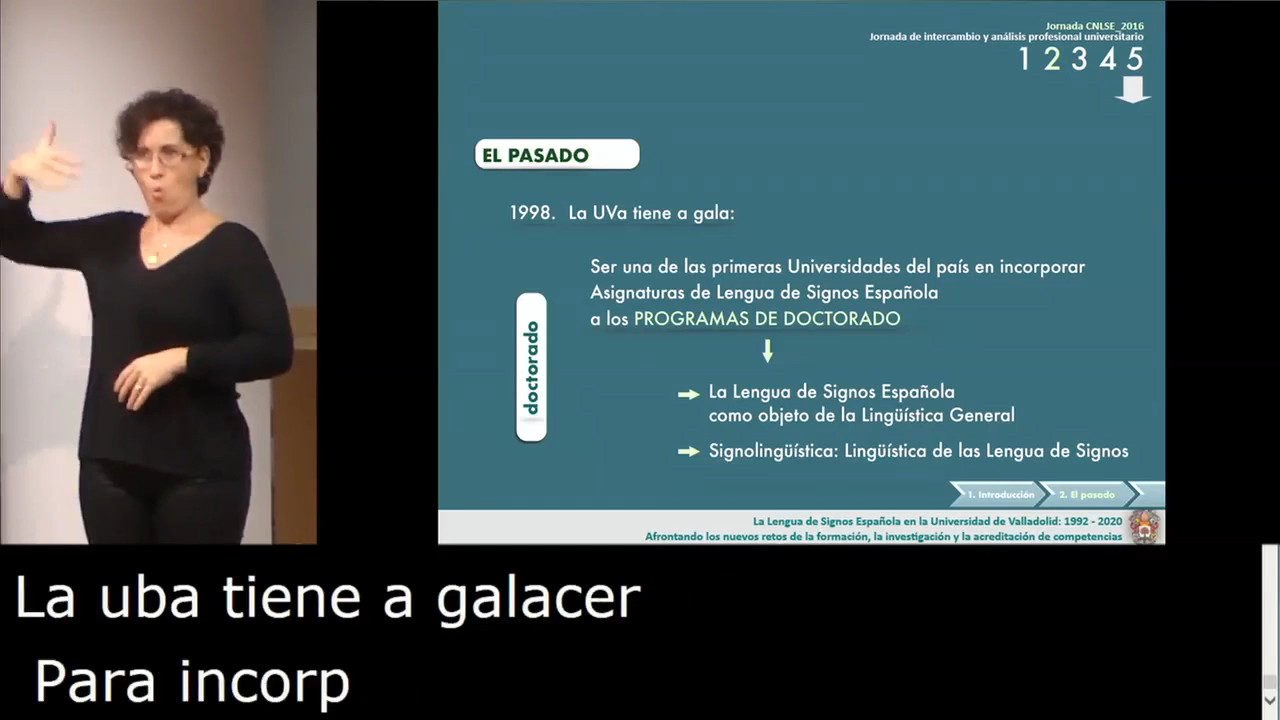 Jornada CNLSE_2016
Jornada de intercambio y análisis profesional universitario
1 2 3 4 5
EL PASADO
1998. La UVa tiene a gala:
Ser una de las primeras Universidades del país en incorporar
Asignaturas de Lengua de Signos Española
a los PROGRAMAS DE DOCTORADO
doctorado
La Lengua de Signos Española
como objeto de la Lingüística General
Signolingüística: Lingüística de las Lengua de Signos
1. Introducción
2. El pasado
La Lengua de Signos Española en la Universidad de Valladolid: 1992 - 2020
Afrontando los nuevos retos de la formación, la investigación y la acreditación de competencias
La uba tiene a galacer
Para incorp